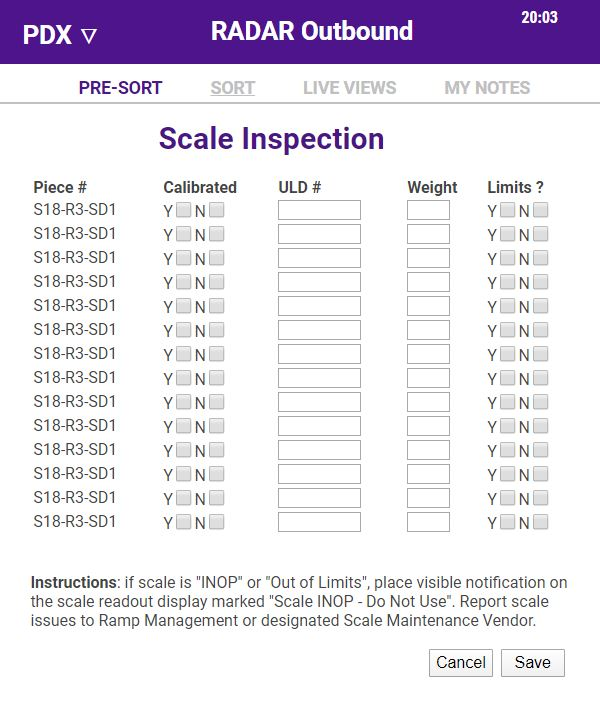 PDX ▽ RADAR Outbound 20:03
PRE-SORT SORT LIVE VIEWS MY NOTES
Scale Inspection
Piece # Calibrated ULD # Weight Limits ?
S18-R3-SD1 Y N Y N
S18-R3-SD1 Y N Y N
S18-R3-SD1 Y N Y N
S18-R3-SD1 Y N Y N
S18-R3-SD1 Y N Y N
S18-R3-SD1 Y N Y N
S18-R3-SD1 Y N Y N
S18-R3-SD1 Y N Y N
S18-R3-SD1 Y N Y N
S18-R3-SD1 Y N Y N
S18-R3-SD1 Y N Y N
S18-R3-SD1 Y N Y N
S18-R3-SD1 Y N Y N
S18-R3-SD1 Y N Y N
Instructions: if scale is "INOP" or "Out of Limits", place visible notification on
the scale readout display marked "Scale INOP - Do Not Use". Report scale
issues to Ramp Management or designated Scale Maintenance Vendor.
Cancel Save